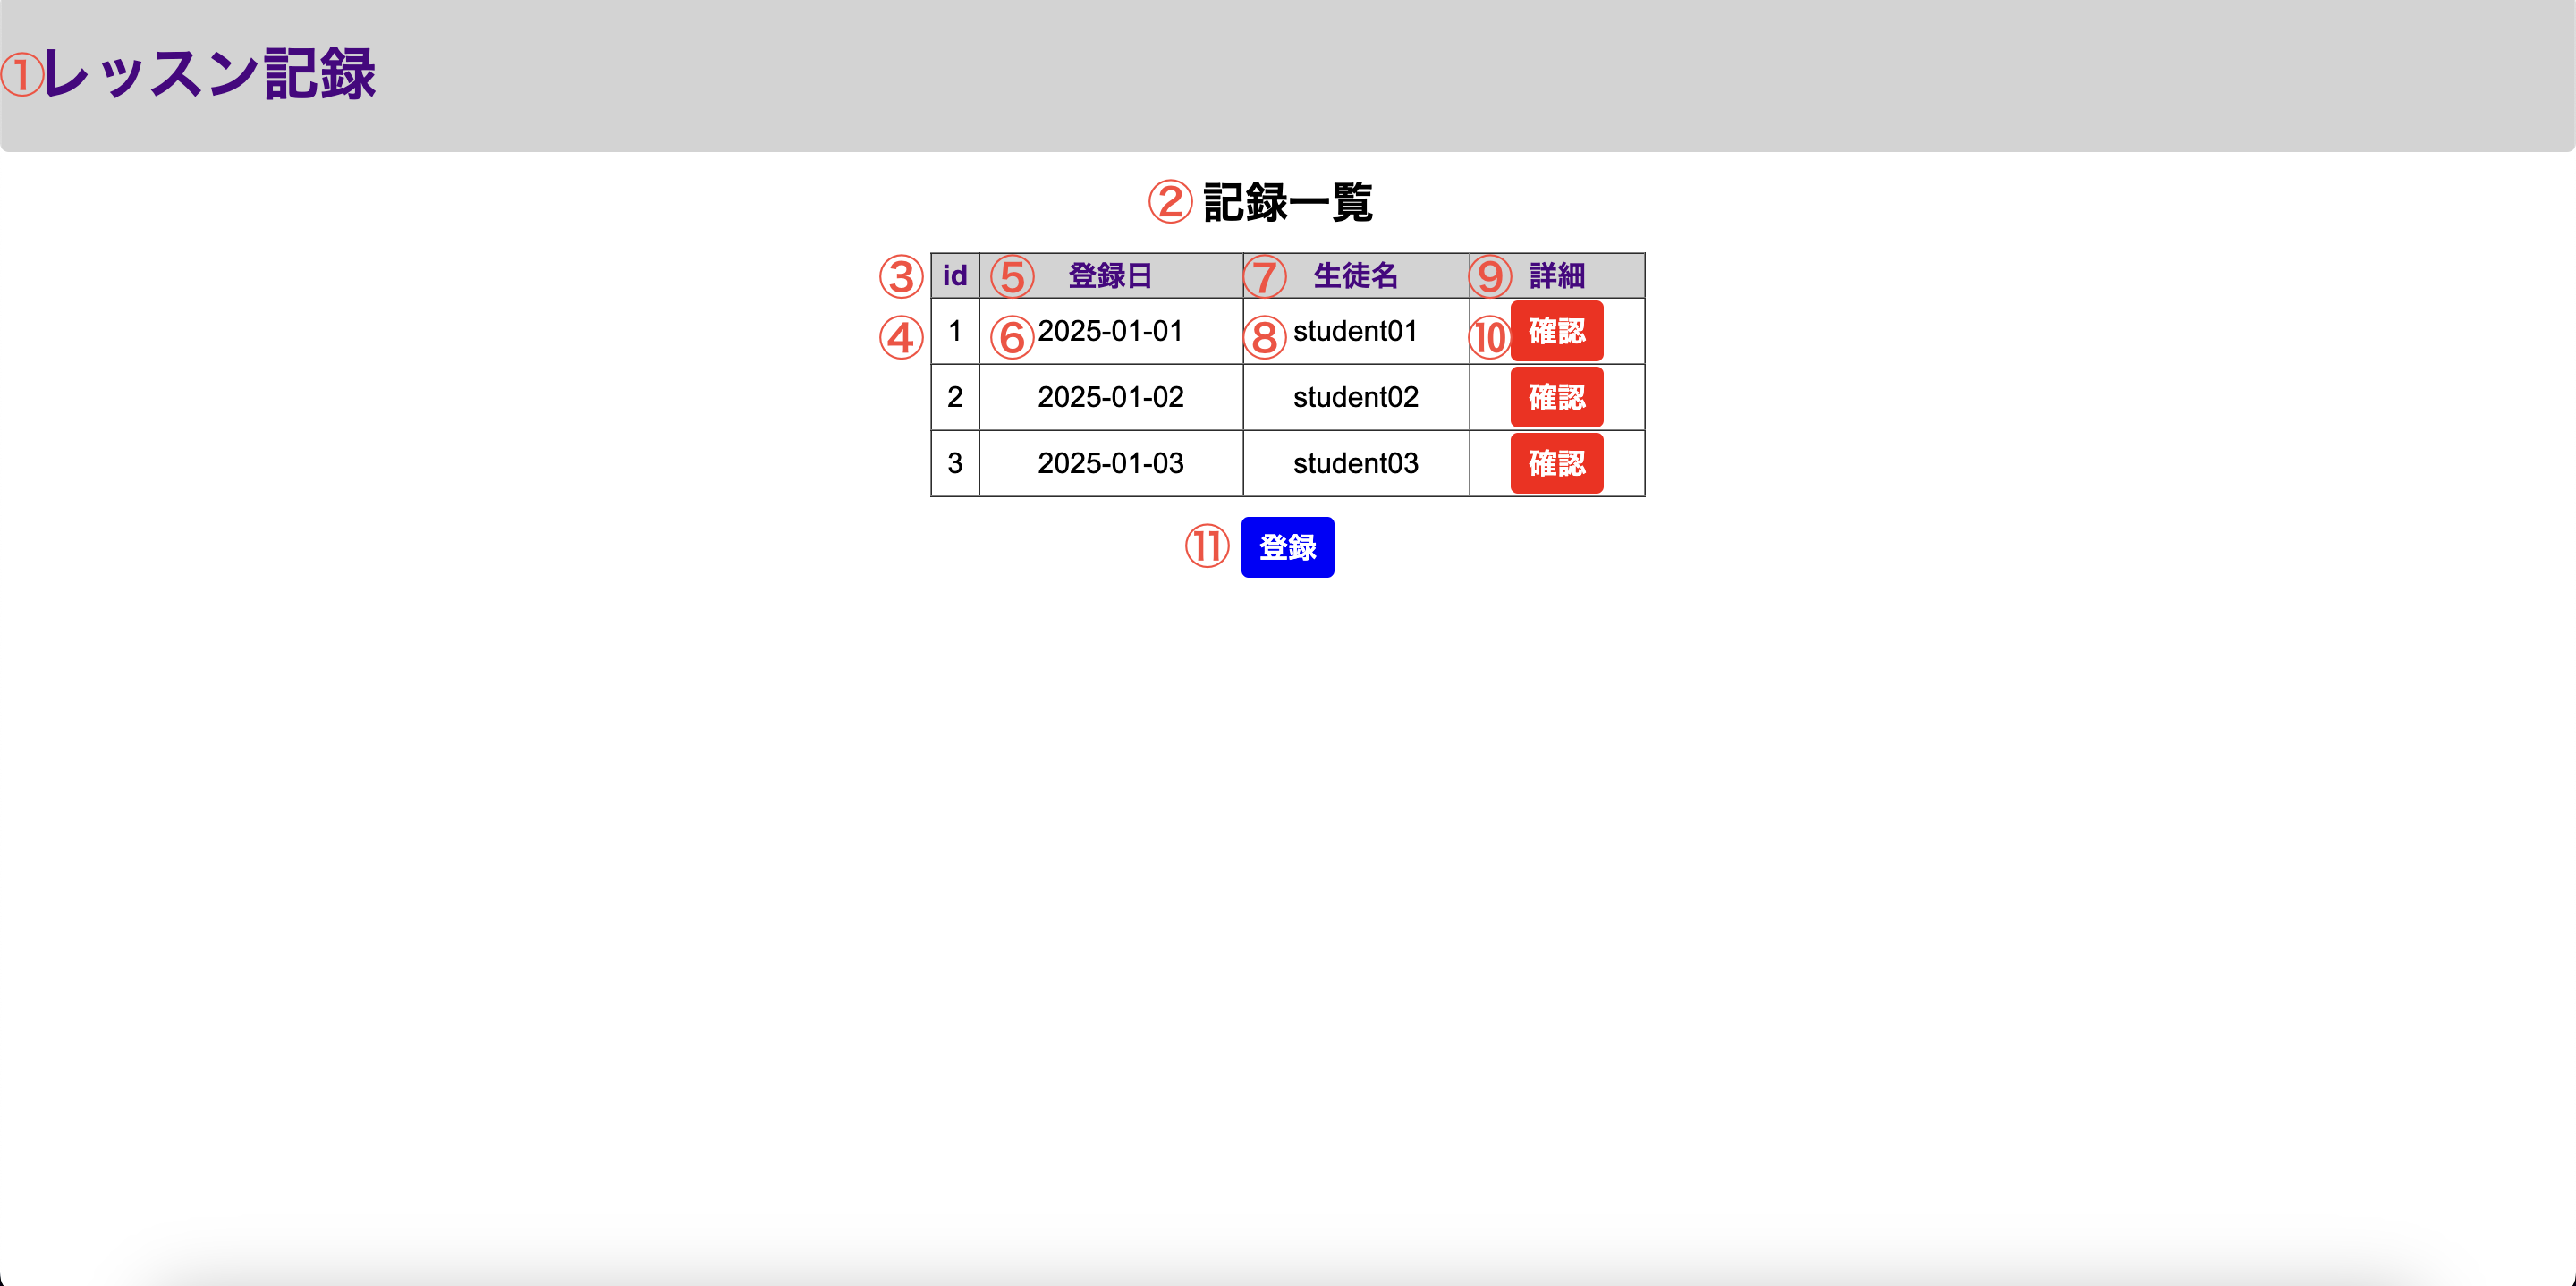 ①レッスン記録
② 記録一覧
③ id ⑤ 登録日 ⑦ 生徒名 ⑨ 詳細
④ 1 ⑥ 2025-01-01 ⑧ student01 ⑩ 確認
2 2025-01-02 student02 確認
3 2025-01-03 student03 確認
⑪ 登録